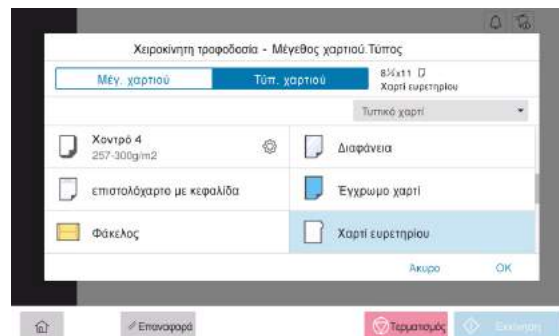 Χειροκίνητη τροφοδοσία - Μέγεθος χαρτιού.Τύπος
Μέγ. χαρτιού
Τύπ. χαρτιού
8½x11
Χαρτί ευρετηρίου
Τυπικό χαρτί
Χοντρό 4
257-300g/m2
Διαφάνεια
επιστολόχαρτο με κεφαλίδα
Έγχρωμο χαρτί
Φάκελος
Χαρτί ευρετηρίου
Άκυρο
OK
Επαναφορά
Τερματισμός
Εκκίνηση